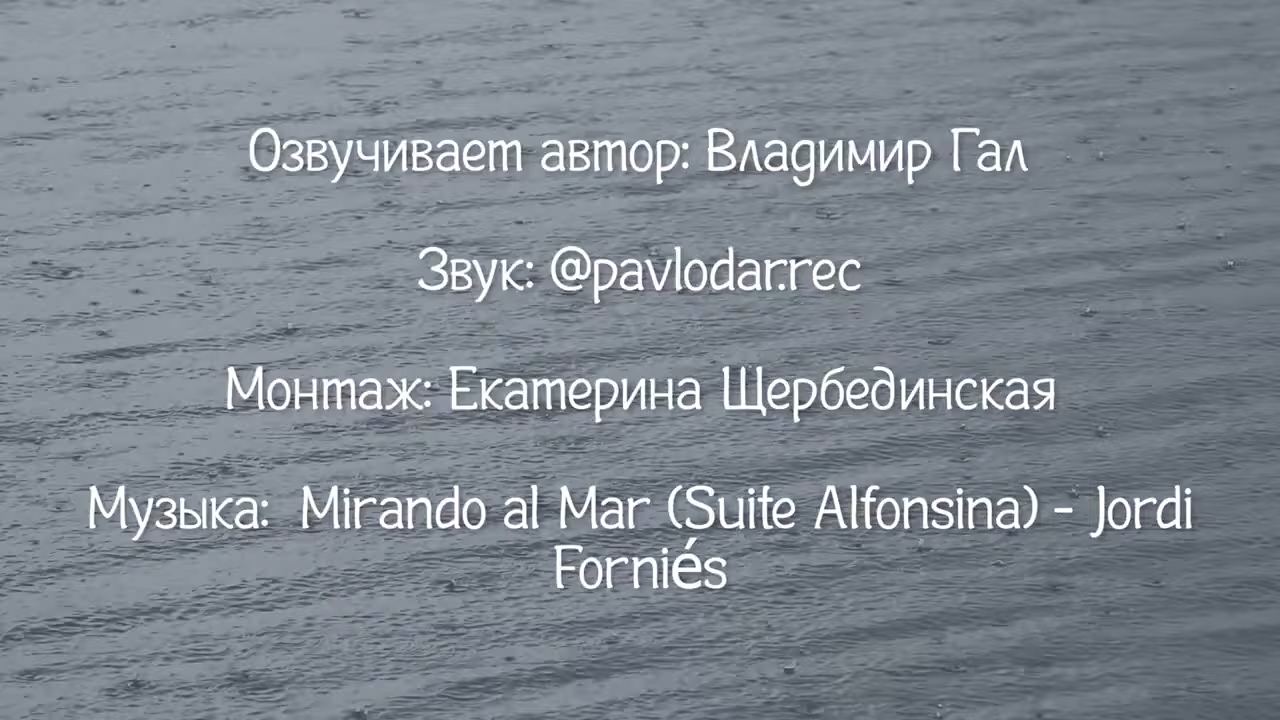 Озвучивает автор: Владимир Гал
Звук: @pavlodar.rec
Монтаж: Екатерина Щербединская
Музыка:  Mirando al Mar (Suite Alfonsina) - Jordi
Forniés